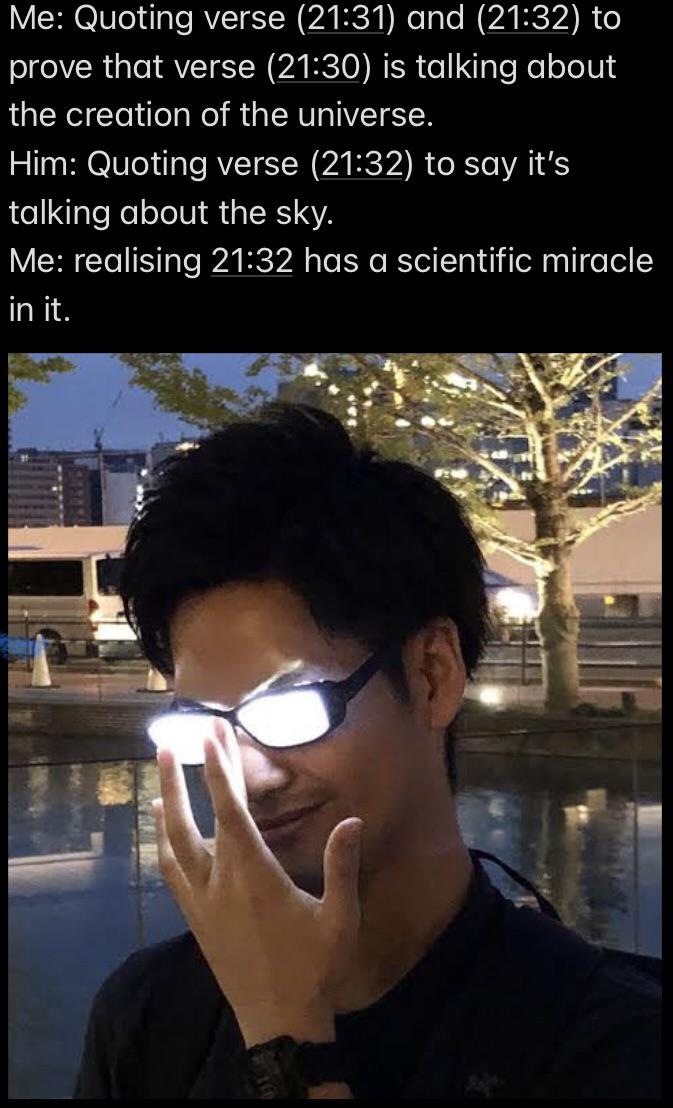 Me: Quoting verse (21:31) and (21:32) to
prove that verse (21:30) is talking about
the creation of the universe.
Him: Quoting verse (21:32) to say it’s
talking about the sky.
Me: realising 21:32 has a scientific miracle
in it.